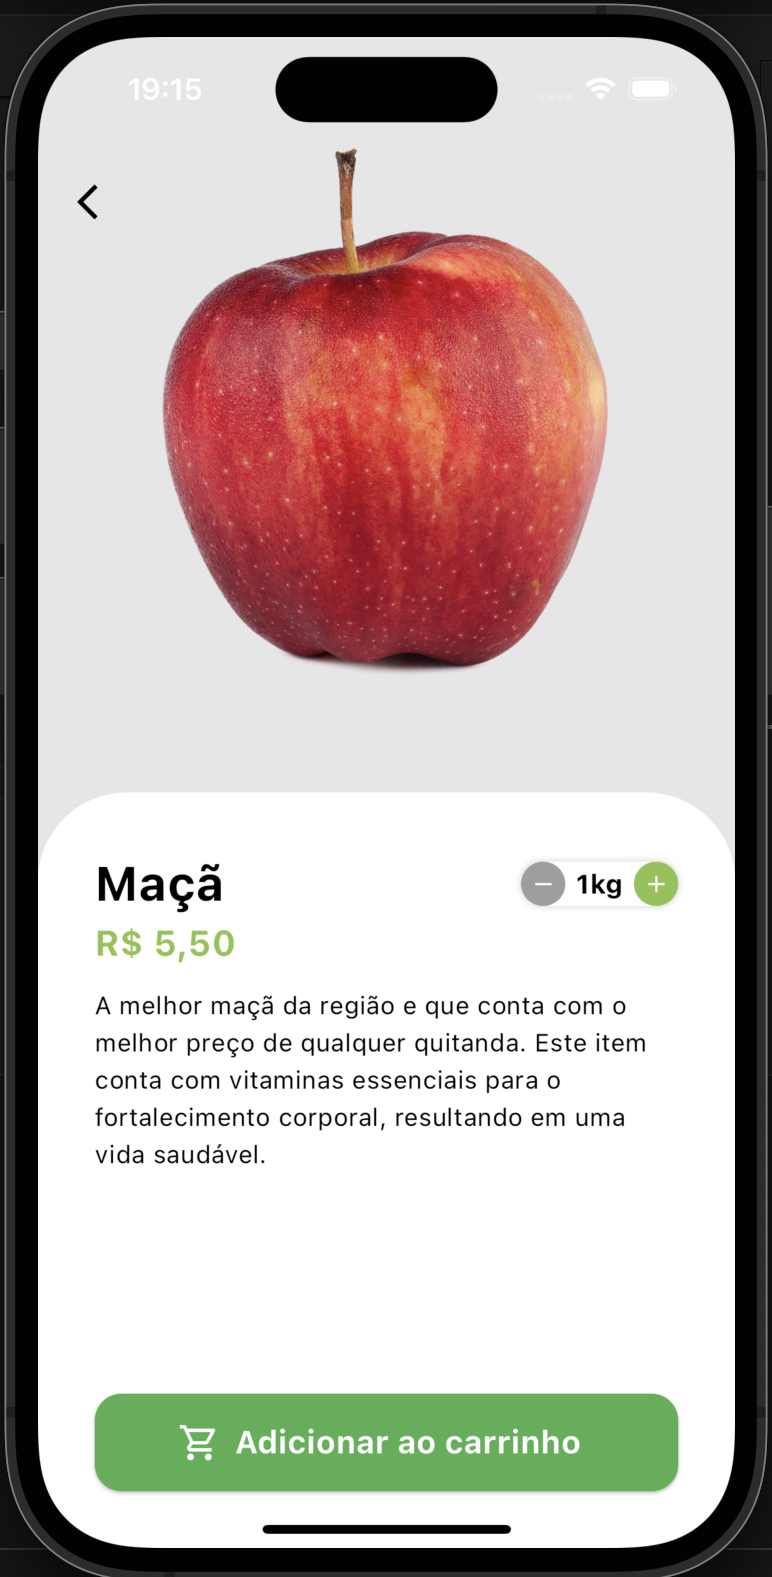 19:15
Maçã
1kg
R$ 5,50
A melhor maçã da região e que conta com o
melhor preço de qualquer quitanda. Este item
conta com vitaminas essenciais para o
fortalecimento corporal, resultando em uma
vida saudável.
Adicionar ao carrinho